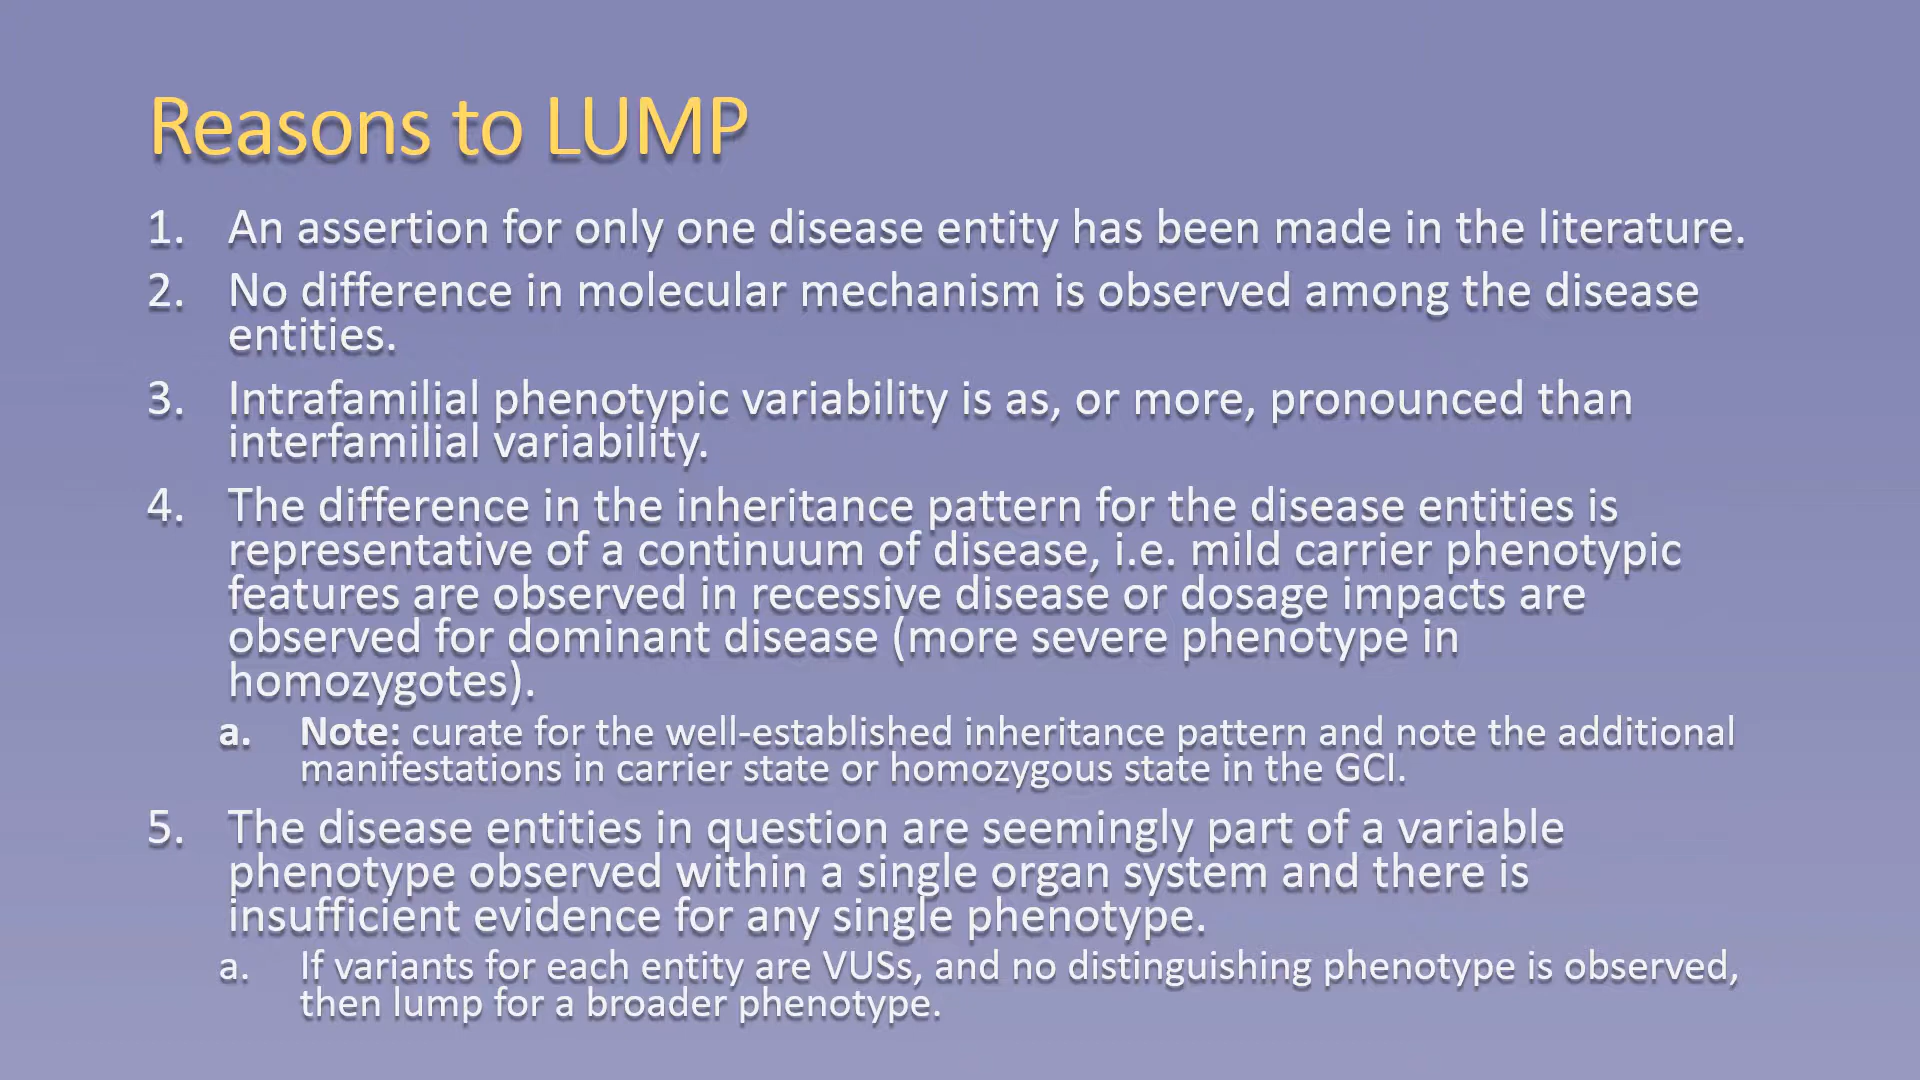 Reasons to LUMP
1. An assertion for only one disease entity has been made in the literature.
2. No difference in molecular mechanism is observed among the disease
entities.
3. Intrafamilial phenotypic variability is as, or more, pronounced than
interfamilial variability.
4. The difference in the inheritance pattern for the disease entities is
representative of a continuum of disease, i.e. mild carrier phenotypic
features are observed in recessive disease or dosage impacts are
observed for dominant disease (more severe phenotype in
homozygotes).
a. Note: curate for the well-established inheritance pattern and note the additional
manifestations in carrier state or homozygous state in the GCI.
5. The disease entities in question are seemingly part of a variable
phenotype observed within a single organ system and there is
insufficient evidence for any single phenotype.
a. If variants for each entity are VUSs, and no distinguishing phenotype is observed,
then lump for a broader phenotype.